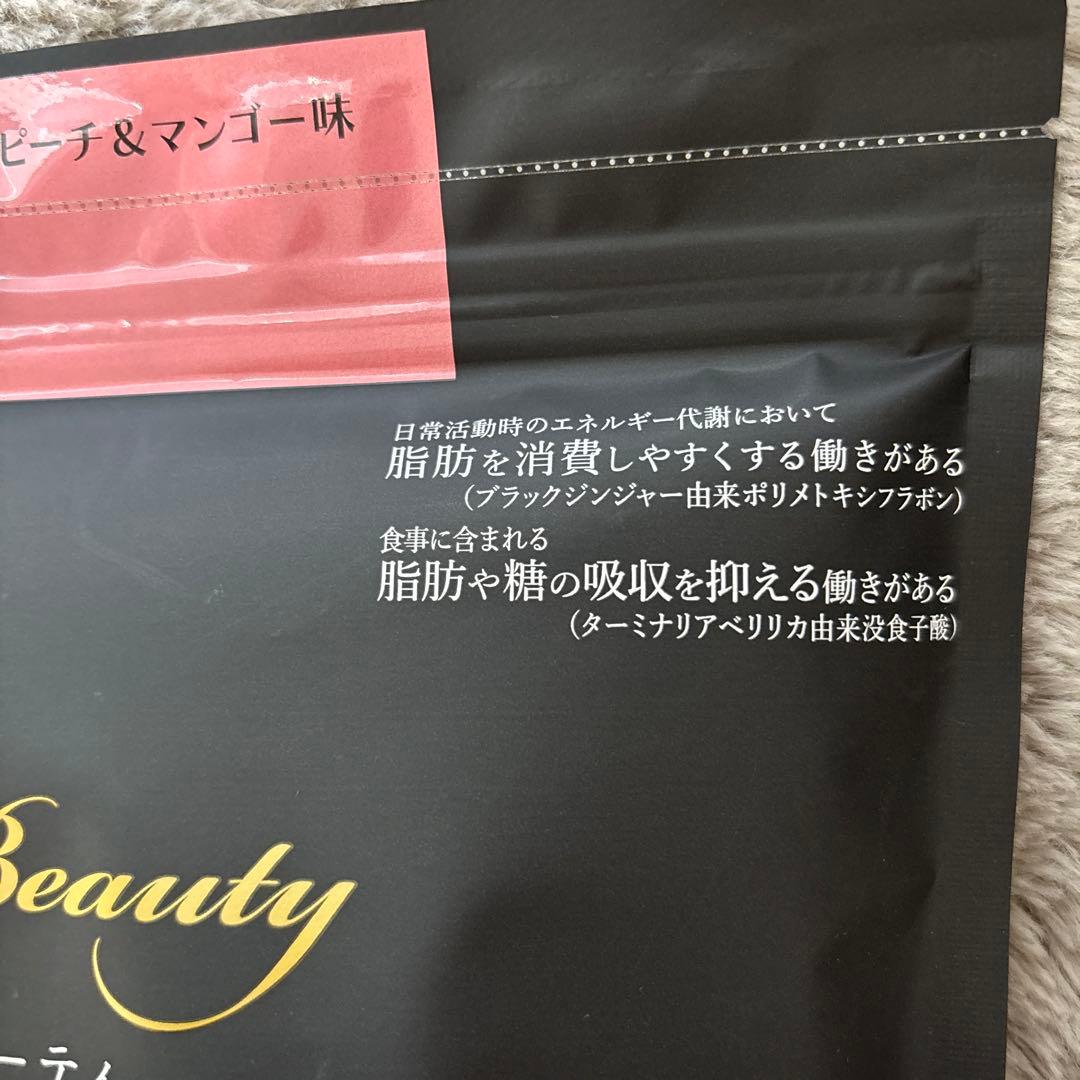 ピーチ&マンゴー味
日常活動時のエネルギー代謝において
脂肪を消費しやすくする働きがある
(ブラックジンジャー由来ポリメトキシフラボン)
食事に含まれる
脂肪や糖の吸収を抑える働きがある
(ターミナリアベリリカ由来没食子酸)
Beauty
ーティ